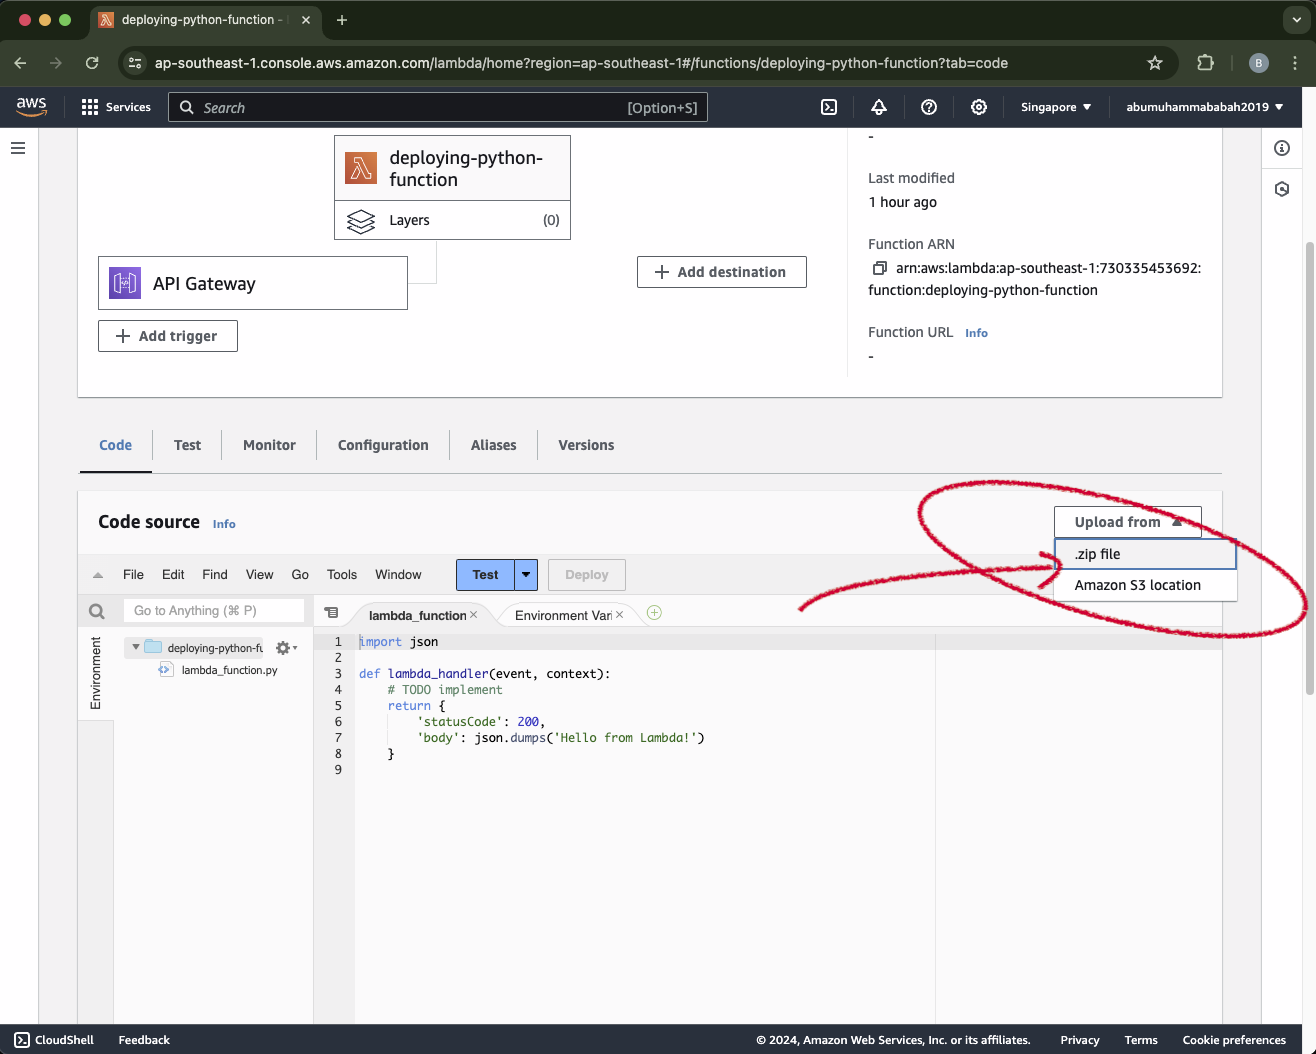 deploying-python-function -
ap-southeast-1.console.aws.amazon.com/lambda/home?region=ap-southeast-1#/functions/deploying-python-function?tab=code
B
aws
Services
Search
[Option+S]
Singapore
abumuhammababah2019
deploying-python-
function
Layers
(0)
API Gateway
Add trigger
Add destination
-
Last modified
1 hour ago
Function ARN
arn:aws:lambda:ap-southeast-1:730335453692:
function:deploying-python-function
Function URL Info
-
Code
Test
Monitor
Configuration
Aliases
Versions
Code source Info
Upload from
.zip file
Amazon S3 location
File Edit Find View Go Tools Window
Test
Deploy
Go to Anything (⌘ P)
lambda_function
Environment Vari
Environment
deploying-python-fu
lambda_function.py
1 import json
2
3 def lambda_handler(event, context):
4     # TODO implement
5     return {
6         'statusCode': 200,
7         'body': json.dumps('Hello from Lambda!')
8     }
9
CloudShell
Feedback
© 2024, Amazon Web Services, Inc. or its affiliates.
Privacy
Terms
Cookie preferences